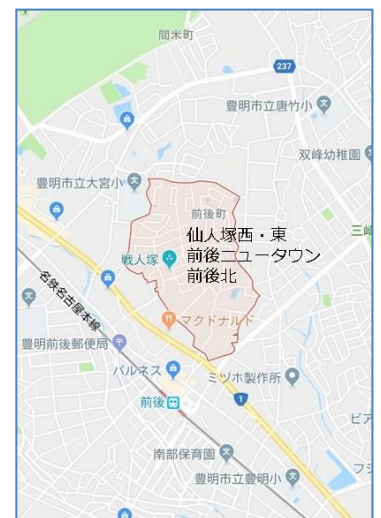 間米町
237
豊明市立唐竹小
双峰幼稚園
豊明市立大宮小
前後町
仙人塚西・東
三崎
戦人塚
前後ニュータウン
前後北
名鉄名古屋本線
マクドナルド
豊明前後郵便局
パルネス
ミヅホ製作所
前後
1
ピア
南部保育園
豊明市立豊明小
フジ